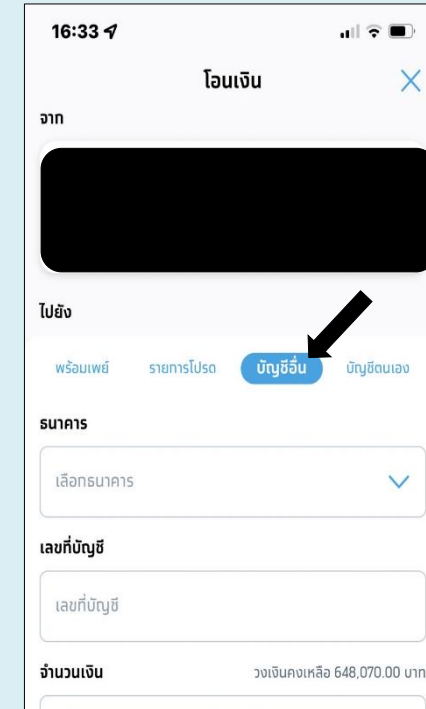 16:33
โอนเงิน
จาก
ไปยัง
พร้อมเพย์ รายการโปรด บัญชีอื่น บัญชีตนเอง
ธนาคาร
เลือกธนาคาร
เลขที่บัญชี
เลขที่บัญชี
จำนวนเงิน วงเงินคงเหลือ 648,070.00 บาท